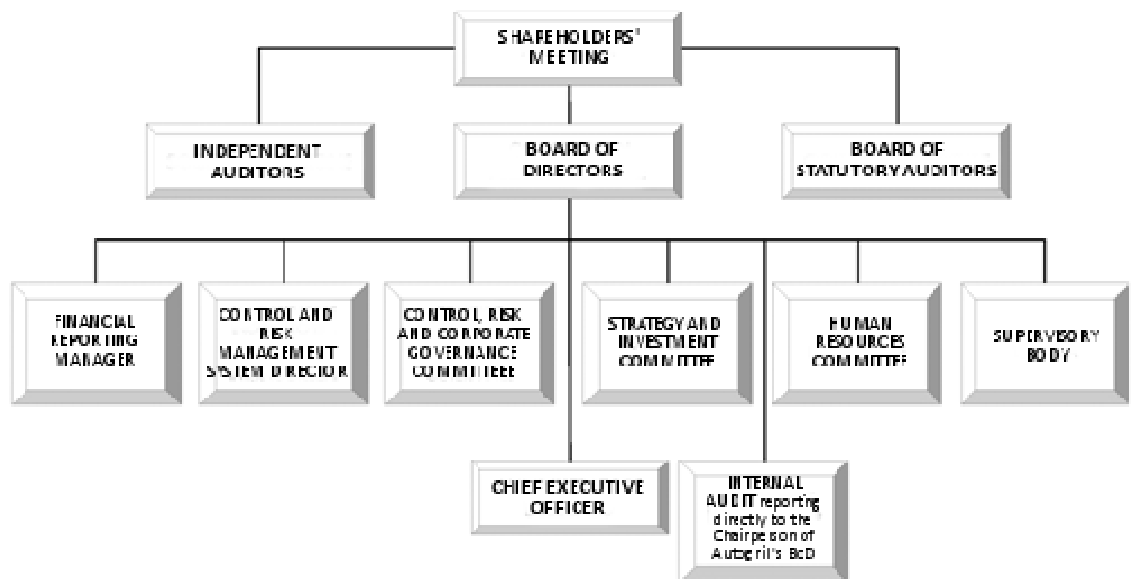 SHAREHOLDERS'
MEETING
INDEPENDENT
AUDITORS
BOARD OF
DIRECTORS
BOARD OF
STATUTORY AUDITORS
FINANCIAL
REPORTING
MANAGER
CONTROL AND
RISK
MANAGEMENT
SYSTEM DIRECTOR
CONTROL, RISK
AND CORPORATE
GOVERNANCE
COMMITTEEE
STRATEGY AND
INVESTMENT
COMMITTEE
HUMAN
RESOURCES
COMMITTEE
SUPERVISORY
BODY
CHIEF EXECUTIVE
OFFICER
INTERNAL
AUDIT reporting
directly to the
Chairperson of
Autogrill's BoD